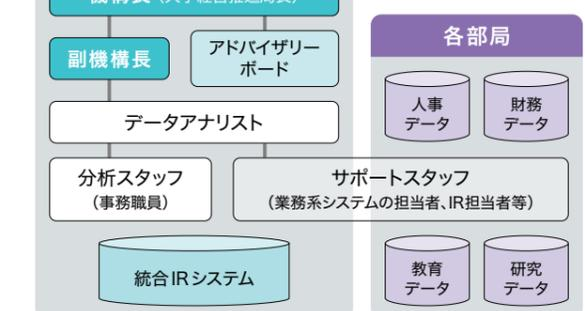 機構長（大学経営推進局長）
各部局
副機構長
アドバイザリー
ボード
人事
データ
財務
データ
データアナリスト
分析スタッフ
（事務職員）
サポートスタッフ
（業務系システムの担当者、IR担当者等）
統合IRシステム
教育
データ
研究
データ